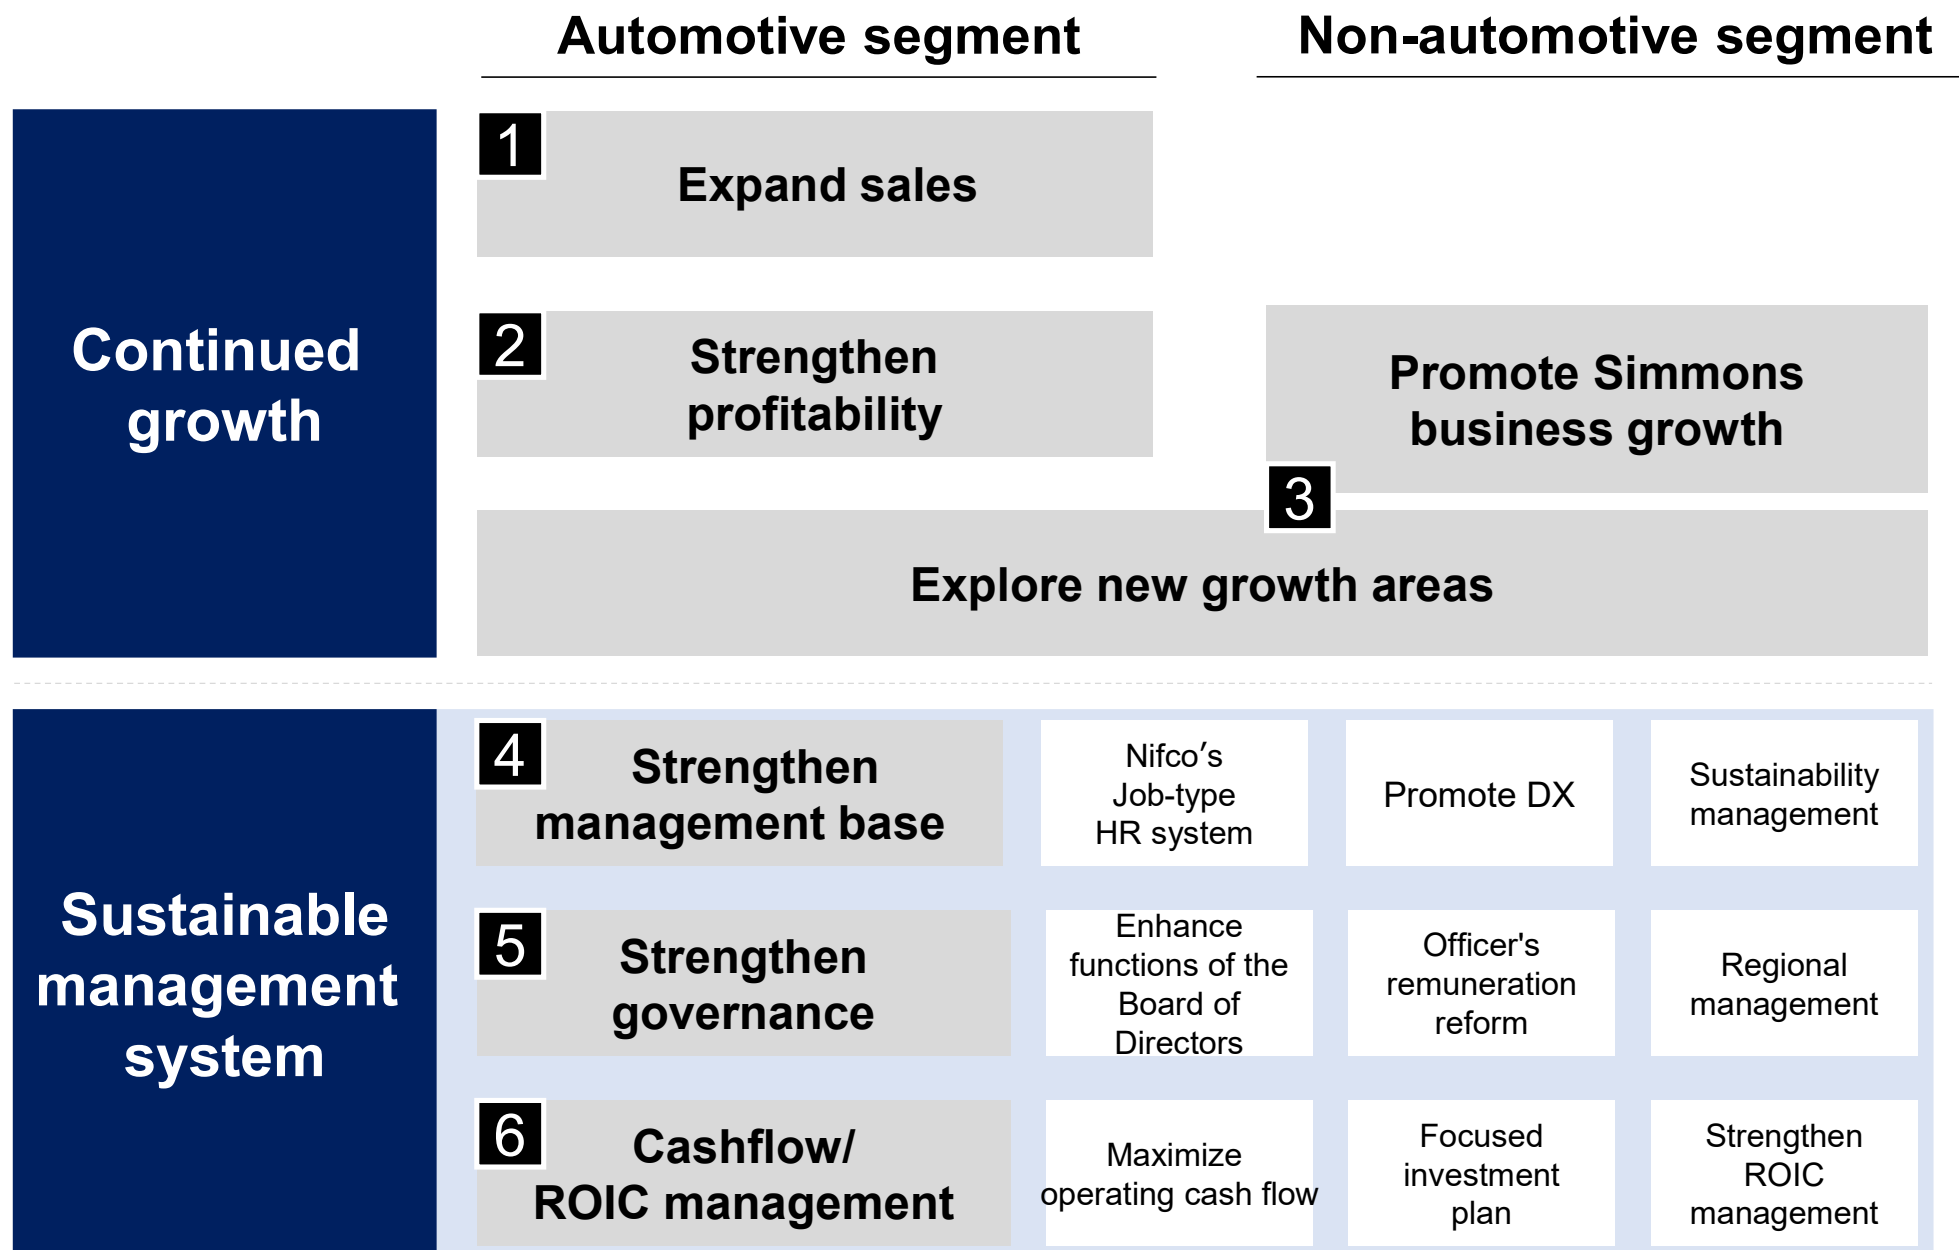 Automotive segment
Non-automotive segment
Continued
growth
1
Expand sales
2
Strengthen
profitability
Promote Simmons
business growth
3
Explore new growth areas
Sustainable
management
system
4
Strengthen
management base
Nifco’s
Job-type
HR system
Promote DX
Sustainability
management
5
Strengthen
governance
Enhance
functions of the
Board of
Directors
Officer's
remuneration
reform
Regional
management
6
Cashflow/
ROIC management
Maximize
operating cash flow
Focused
investment
plan
Strengthen
ROIC
management